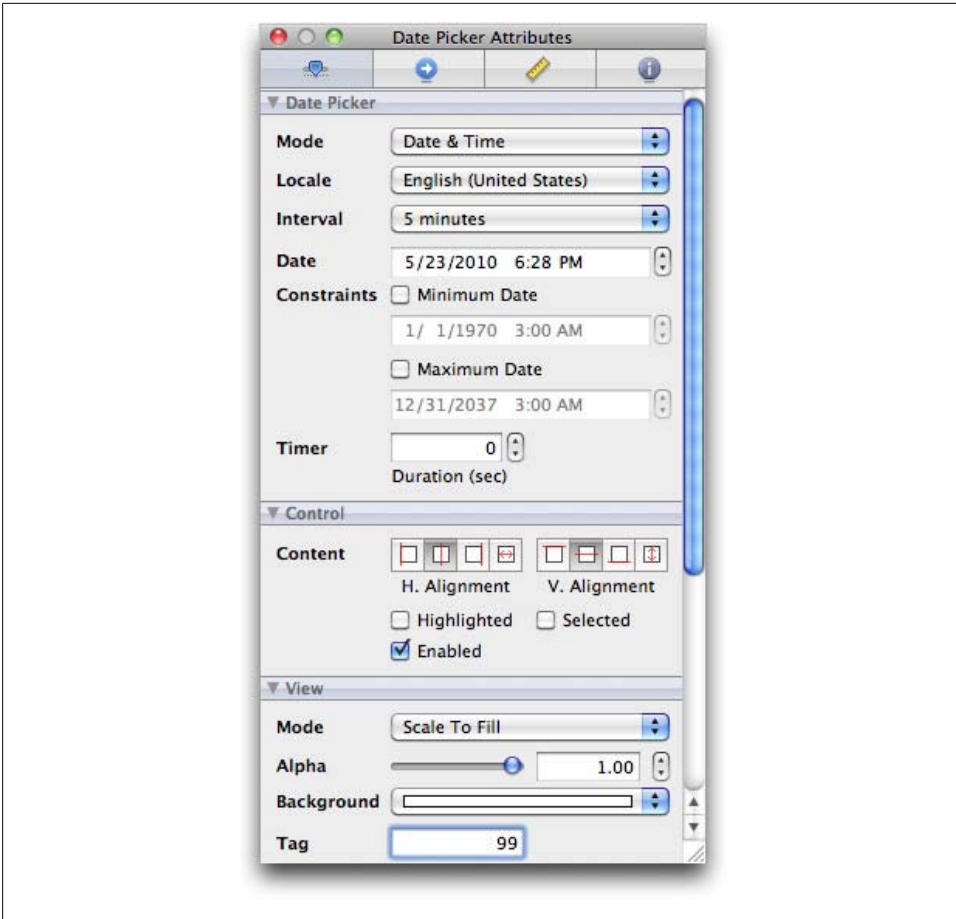 Date Picker Attributes
Date Picker
Mode Date & Time
Locale English (United States)
Interval 5 minutes
Date 5/23/2010 6:28 PM
Constraints Minimum Date
1/ 1/1970 3:00 AM
Maximum Date
12/31/2037 3:00 AM
Timer 0
Duration (sec)
Control
Content
H. Alignment V. Alignment
Highlighted Selected
Enabled
View
Mode Scale To Fill
Alpha 1.00
Background
Tag 99